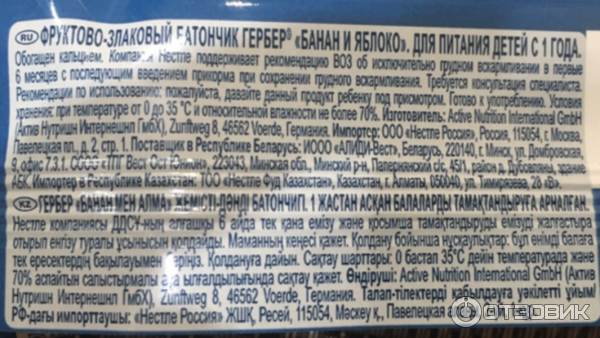 RU ФРУКТОВО-ЗЛАКОВЫЙ БАТОНЧИК ГЕРБЕР® «БАНАН И ЯБЛОКО». ДЛЯ ПИТАНИЯ ДЕТЕЙ С 1 ГОДА.
Обогащен кальцием. Компания Нестле поддерживает рекомендацию ВОЗ об исключительно грудном вскармливании в первые
6 месяцев с последующим введением прикорма при сохранении грудного вскармливания. Требуется консультация специалиста.
Рекомендации по использованию: пожалуйста, давайте данный продукт ребенку под присмотром. Готово к употреблению. Условия
хранения: при температуре от 0 до 35 °C и относительной влажности не более 70%. Изготовитель: Active Nutrition International GmbH
(Актив Нутришн Интернешнл ГмбХ), Zunftweg 8, 46562 Voerde, Германия. Импортер: ООО «Нестле Россия», Россия, 115054, г. Москва,
Павелецкая пл., д. 2, стр. 1. Поставщик в Республику Беларусь: ИООО «АЛИДИ-Вест», Беларусь, 220140, г. Минск, ул. Домбровская,
9, офис 7.3.1. СООО «ТПГ Вест Ост Юнион», 223043, Минская обл., Минский р-н, Папернянский с/с, 45/1, район д. Дубовляны, здание
АБК. Импортер в Республике Казахстан: ТОО «Нестле Фуд Казахстан», Казахстан, г. Алматы, 050040, ул. Тимирязева, 28 «В».
KZ ГЕРБЕР «БАНАН МЕН АЛМА» ЖЕМІСТІ-ДӘНДІ БАТОНЧИГІ. 1 ЖАСТАН АСҚАН БАЛАЛАРДЫ ТАМАҚТАНДЫРУҒА АРНАЛҒАН.
Нестле компаниясы ДДСҰ-ның алғашқы 6 айда тек қана емізу және қосымша тамақтандыруды емізуді жалғастыра
отырып енгізу туралы ұсынысын қолдайды. Маманның кеңесі қажет. Қолдану бойынша нұсқаулықтар: бұл өнімді балаға
тек ересектердің бақылауымен беріңіз. Қолдануға дайын. Сақтау шарттары: 0 бастап 35°C дейін температурада және
70% аспайтын салыстырмалы ауа ылғалдылығында сақтау қажет. Өндіруші: Active Nutrition International GmbH (Актив
Нутришн Интернешнл ГмбХ), Zunftweg 8, 46562 Voerde, Германия. Талап-тілектерді қабылдауға уәкілетті ұйым/
РФ-дағы импорттаушы: «Нестле Россия» ЖШҚ, Ресей, 115054, Мәскеу қ., Павелецкая
ОТЗОВИК